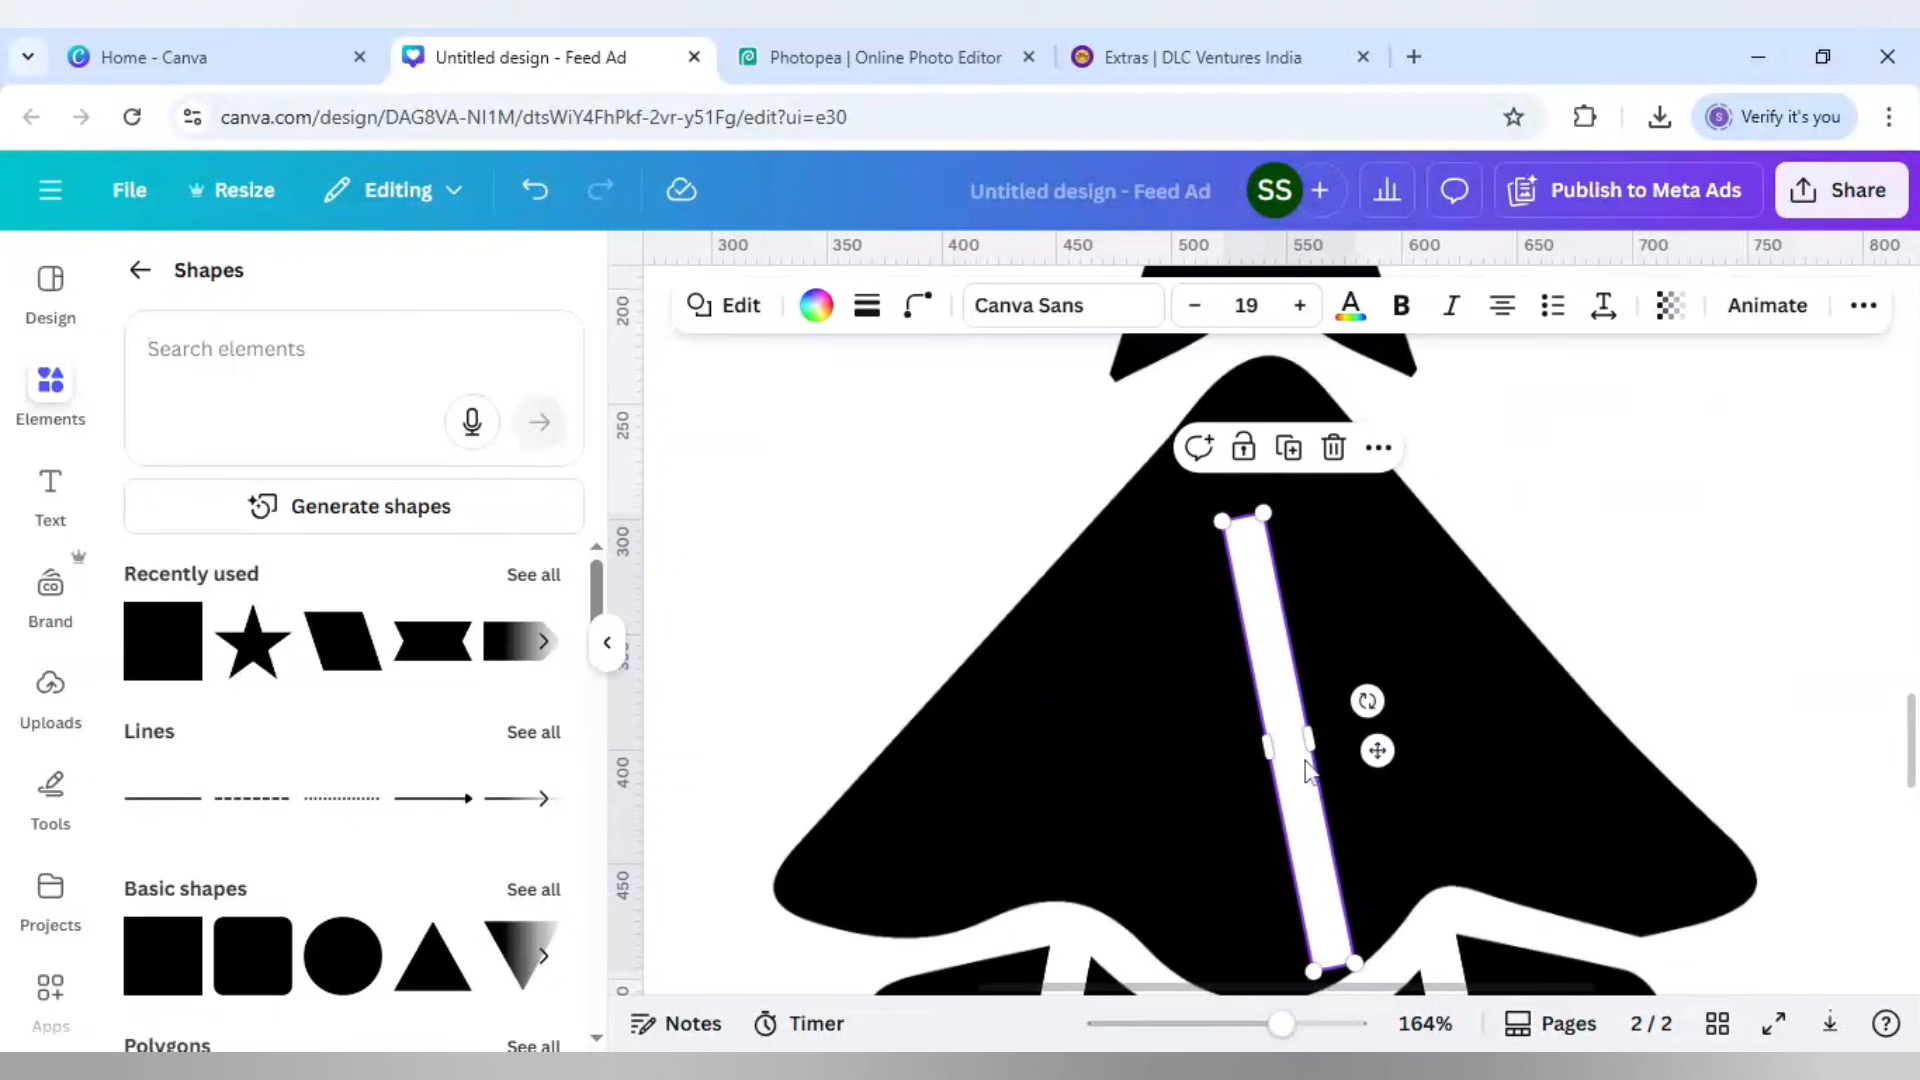 Home - Canva
Untitled design - Feed Ad
Photopea | Online Photo Editor
Extras | DLC Ventures India
canva.com/design/DAG8VA-NI1M/dtsWiY4FhPkf-2vr-y51Fg/edit?ui=e30
Verify it's you
File
Resize
Editing
Untitled design - Feed Ad
SS
Publish to Meta Ads
Share
Design
Elements
Text
Brand
Uploads
Tools
Projects
Apps
Shapes
Search elements
Generate shapes
Recently used
See all
Lines
See all
Basic shapes
See all
Polygons
See all
300 350 400 450 500 550 600 650 700 750 800
200
250
300
400
450
Edit
Canva Sans
19
A
B
I
Animate
Notes
Timer
164%
Pages
2 / 2